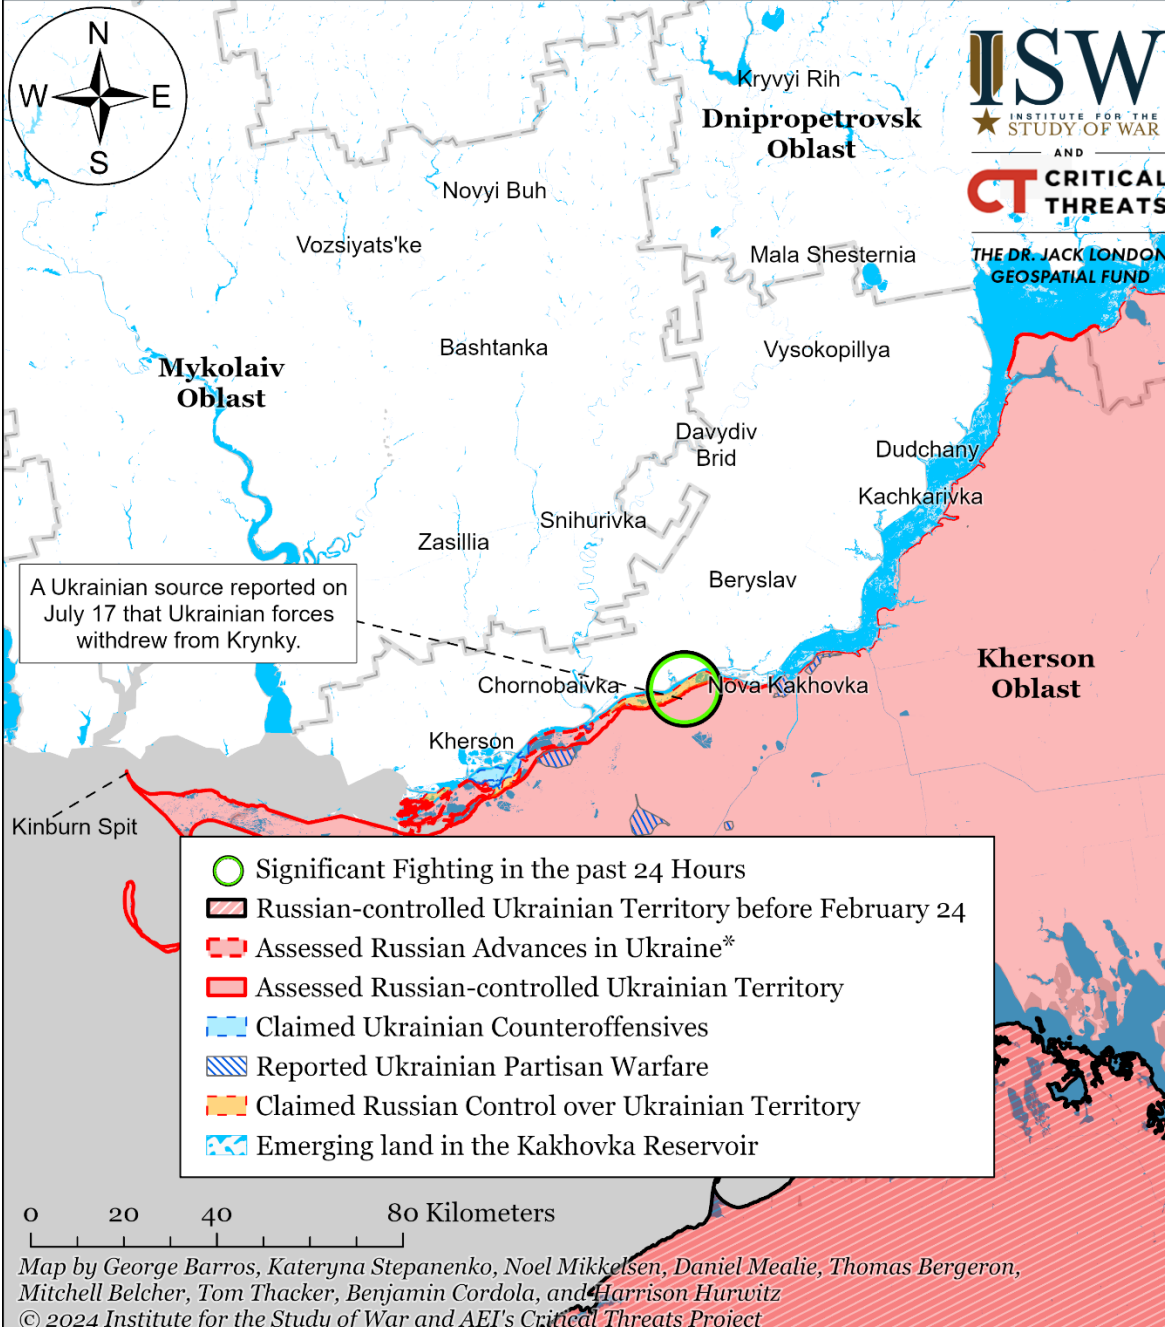 N
W E
S
ISW
INSTITUTE FOR THE
STUDY OF WAR
AND
CT CRITICAL
THREATS
THE DR. JACK LONDON
GEOSPATIAL FUND
Kryvyi Rih
Dnipropetrovsk
Oblast
Novyi Buh
Vozsiyats'ke
Mala Shesternia
Bashtanka
Vysokopillya
Mykolaiv
Oblast
Davydiv
Brid
Dudchany
Kachkarivka
Snihurivka
Zasillia
Beryslav
A Ukrainian source reported on
July 17 that Ukrainian forces
withdrew from Krynky.
Kherson
Oblast
Chornobaivka
Nova Kakhovka
Kherson
Kinburn Spit
Significant Fighting in the past 24 Hours
Russian-controlled Ukrainian Territory before February 24
Assessed Russian Advances in Ukraine*
Assessed Russian-controlled Ukrainian Territory
Claimed Ukrainian Counteroffensives
Reported Ukrainian Partisan Warfare
Claimed Russian Control over Ukrainian Territory
Emerging land in the Kakhovka Reservoir
0 20 40 80 Kilometers
Map by George Barros, Kateryna Stepanenko, Noel Mikkelsen, Daniel Mealie, Thomas Bergeron,
Mitchell Belcher, Tom Thacker, Benjamin Cordola, and Harrison Hurwitz
© 2024 Institute for the Study of War and AEI's Critical Threats Project